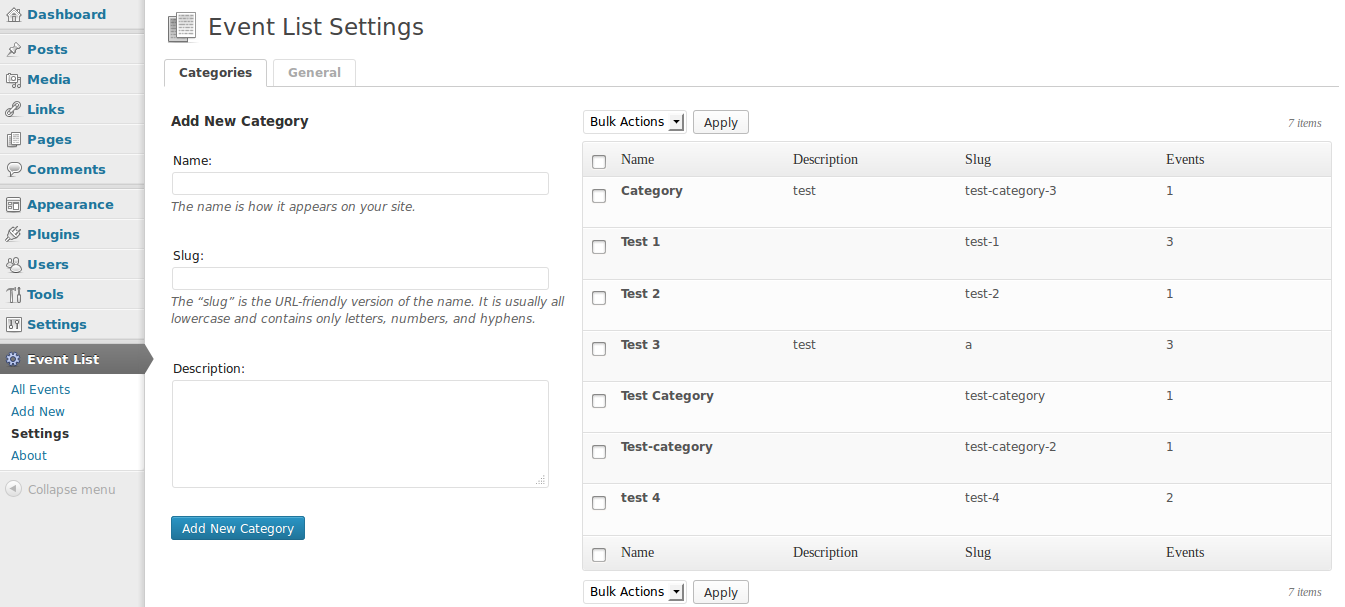 Dashboard
Posts
Media
Links
Pages
Comments
Appearance
Plugins
Users
Tools
Settings
Event List
All Events
Add New
Settings
About
Collapse menu
Event List Settings
Categories General
Add New Category
Name:
The name is how it appears on your site.
Slug:
The “slug” is the URL-friendly version of the name. It is usually all
lowercase and contains only letters, numbers, and hyphens.
Description:
Add New Category
Bulk Actions Apply 7 items
Name Description Slug Events
Category test test-category-3 1
Test 1 test-1 3
Test 2 test-2 1
Test 3 test a 3
Test Category test-category 1
Test-category test-category-2 1
test 4 test-4 2
Name Description Slug Events
Bulk Actions Apply 7 items